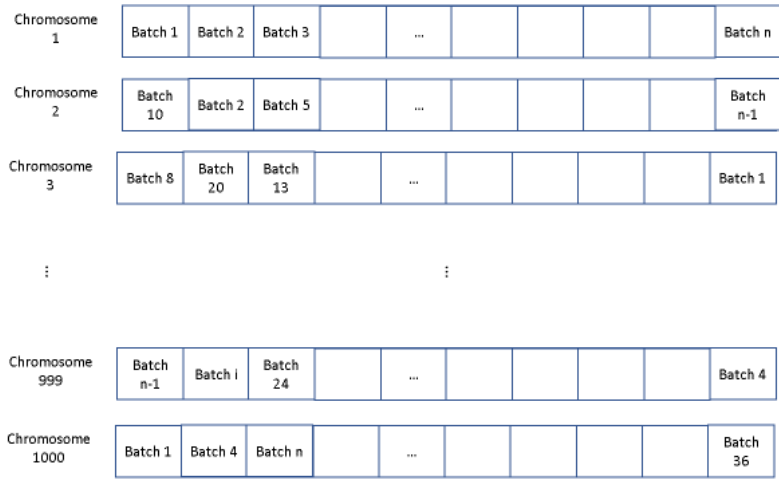 Chromosome
1
Batch 1 Batch 2 Batch 3 ... Batch n
Chromosome
2
Batch
10
Batch 2 Batch 5 ... Batch
n-1
Chromosome
3
Batch 8 Batch
20
Batch
13
... Batch 1
⋮ ⋮
Chromosome
999
Batch
n-1
Batch i Batch
24
... Batch 4
Chromosome
1000
Batch 1 Batch 4 Batch n ... Batch
36